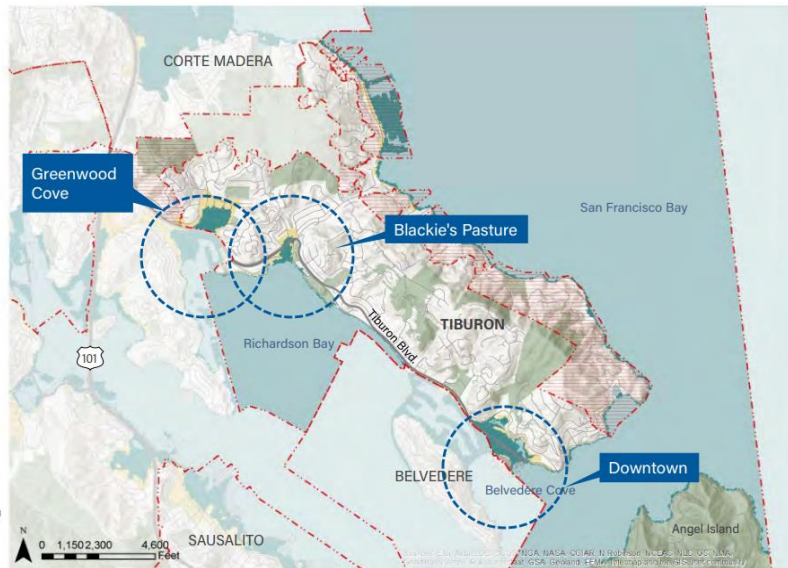 CORTE MADERA
Greenwood
Cove
San Francisco Bay
Blackie's Pasture
TIBURON
Tiburon Blvd.
Richardson Bay
101
BELVEDERE
Downtown
Belvedere Cove
Angel Island
SAUSALITO
N
0 1,150 2,300 4,600
Feet